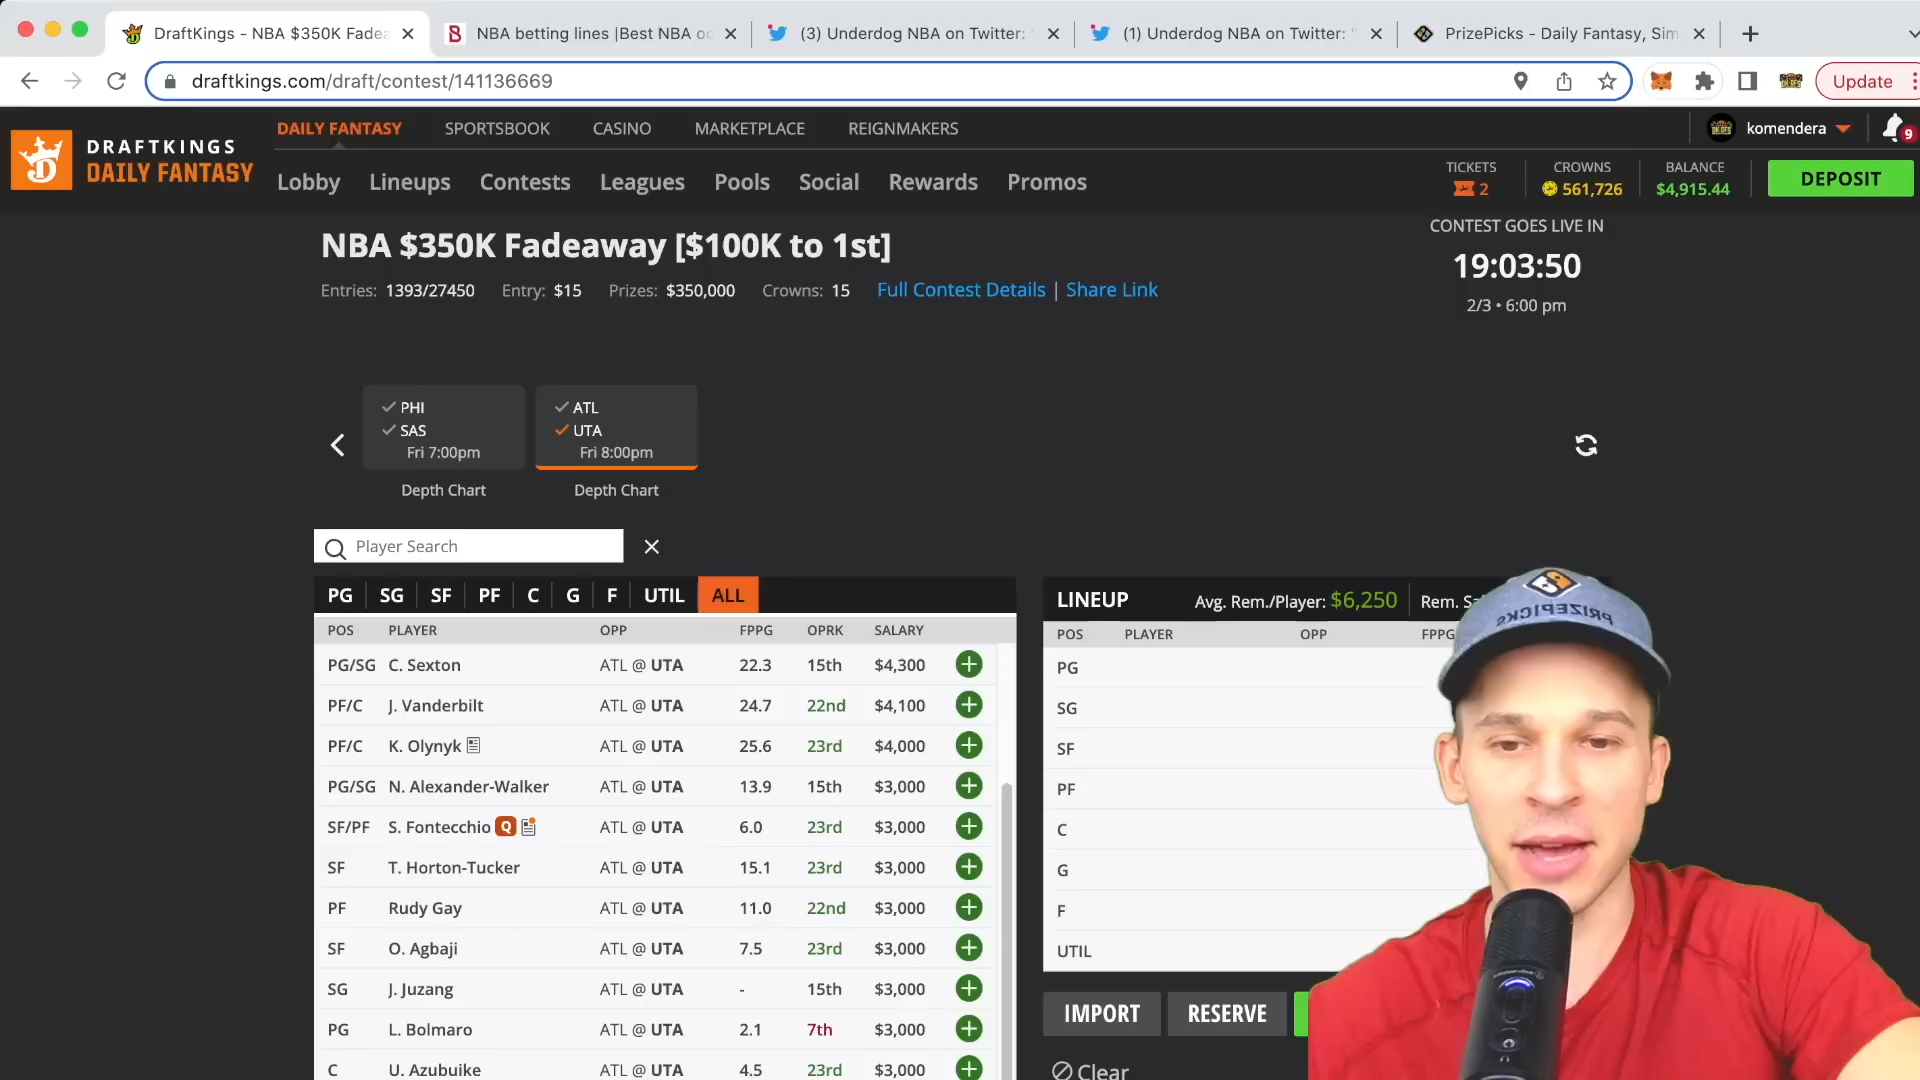 DraftKings - NBA $350K Fadea
NBA betting lines |Best NBA o
(3) Underdog NBA on Twitter: "
(1) Underdog NBA on Twitter: "
PrizePicks - Daily Fantasy, Sim
draftkings.com/draft/contest/141136669
Update
DRAFTKINGS
DAILY FANTASY
DAILY FANTASY
SPORTSBOOK
CASINO
MARKETPLACE
REIGNMAKERS
komendera
9
Lobby
Lineups
Contests
Leagues
Pools
Social
Rewards
Promos
TICKETS
2
CROWNS
561,726
BALANCE
$4,915.44
DEPOSIT
NBA $350K Fadeaway [$100K to 1st]
Entries: 1393/27450 Entry: $15 Prizes: $350,000 Crowns: 15 Full Contest Details | Share Link
CONTEST GOES LIVE IN
19:03:50
2/3 • 6:00 pm
PHI
SAS
Fri 7:00pm
Depth Chart
ATL
UTA
Fri 8:00pm
Depth Chart
Player Search
PG SG SF PF C G F UTIL ALL
POS PLAYER OPP FPPG OPRK SALARY
PG/SG C. Sexton ATL @ UTA 22.3 15th $4,300
PF/C J. Vanderbilt ATL @ UTA 24.7 22nd $4,100
PF/C K. Olynyk ATL @ UTA 25.6 23rd $4,000
PG/SG N. Alexander-Walker ATL @ UTA 13.9 15th $3,000
SF/PF S. Fontecchio Q ATL @ UTA 6.0 23rd $3,000
SF T. Horton-Tucker ATL @ UTA 15.1 23rd $3,000
PF Rudy Gay ATL @ UTA 11.0 22nd $3,000
SF O. Agbaji ATL @ UTA 7.5 23rd $3,000
SG J. Juzang ATL @ UTA - 15th $3,000
PG L. Bolmaro ATL @ UTA 2.1 7th $3,000
C U. Azubuike ATL @ UTA 4.5 23rd $3,000
LINEUP Avg. Rem./Player: $6,250 Rem. Sa
POS PLAYER OPP FPPG
PG
SG
SF
PF
C
G
F
UTIL
IMPORT
RESERVE
Clear
PRIZEPICKS